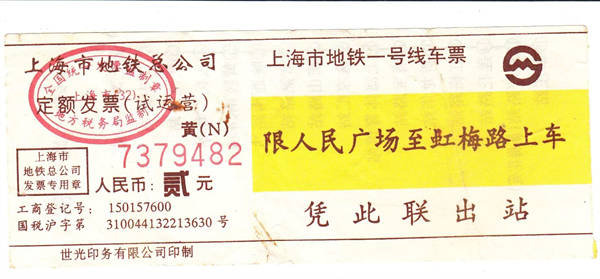 上海市地铁总公司
定额发票(试运营)
黄(N)
7379482
上海市
地铁总公司
发票专用章
人民币：贰元
工商登记号：150157600
国税沪字第 310044132213630 号
世光印务有限公司印制
上海市地铁一号线车票
限人民广场至虹梅路上车
凭此联出站